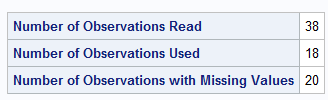 Number of Observations Read 38
Number of Observations Used 18
Number of Observations with Missing Values 20